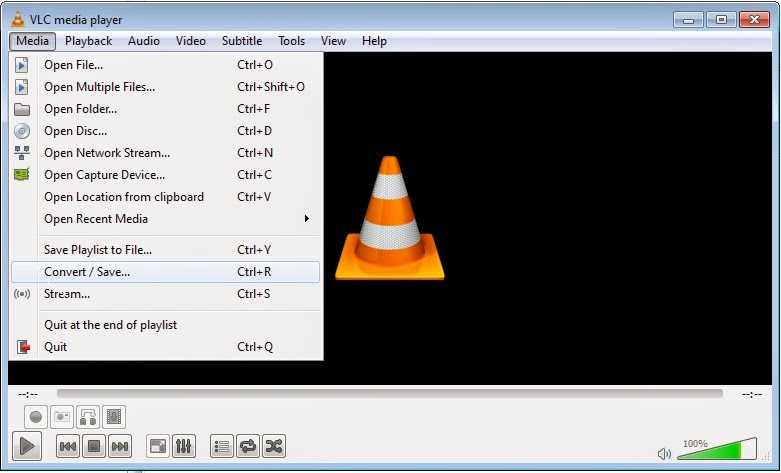 VLC media player
Media Playback Audio Video Subtitle Tools View Help
Open File... Ctrl+O
Open Multiple Files... Ctrl+Shift+O
Open Folder... Ctrl+F
Open Disc... Ctrl+D
Open Network Stream... Ctrl+N
Open Capture Device... Ctrl+C
Open Location from clipboard Ctrl+V
Open Recent Media
Save Playlist to File... Ctrl+Y
Convert / Save... Ctrl+R
Stream... Ctrl+S
Quit at the end of playlist
Quit Ctrl+Q
--:-- --:--
100%